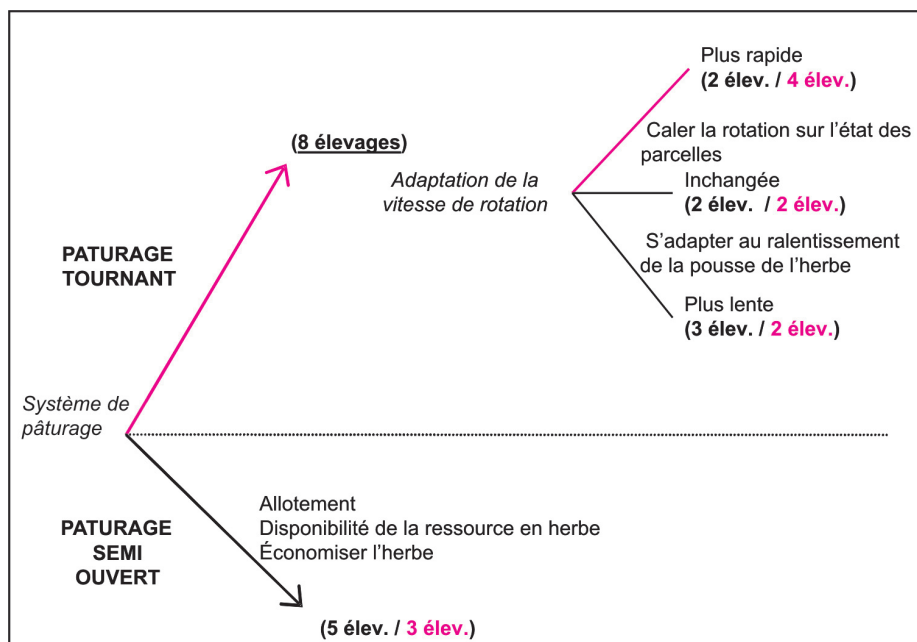 Plus rapide
(2 élev. / 4 élev.)
(8 élevages)
Caler la rotation sur l'état des
parcelles
Adaptation de la
vitesse de rotation
Inchangée
(2 élev. / 2 élev.)
S'adapter au ralentissement
de la pousse de l'herbe
Plus lente
(3 élev. / 2 élev.)
PATURAGE
TOURNANT
Système de
pâturage
PATURAGE
SEMI
OUVERT
Allotement
Disponibilité de la ressource en herbe
Économiser l'herbe
(5 élev. / 3 élev.)